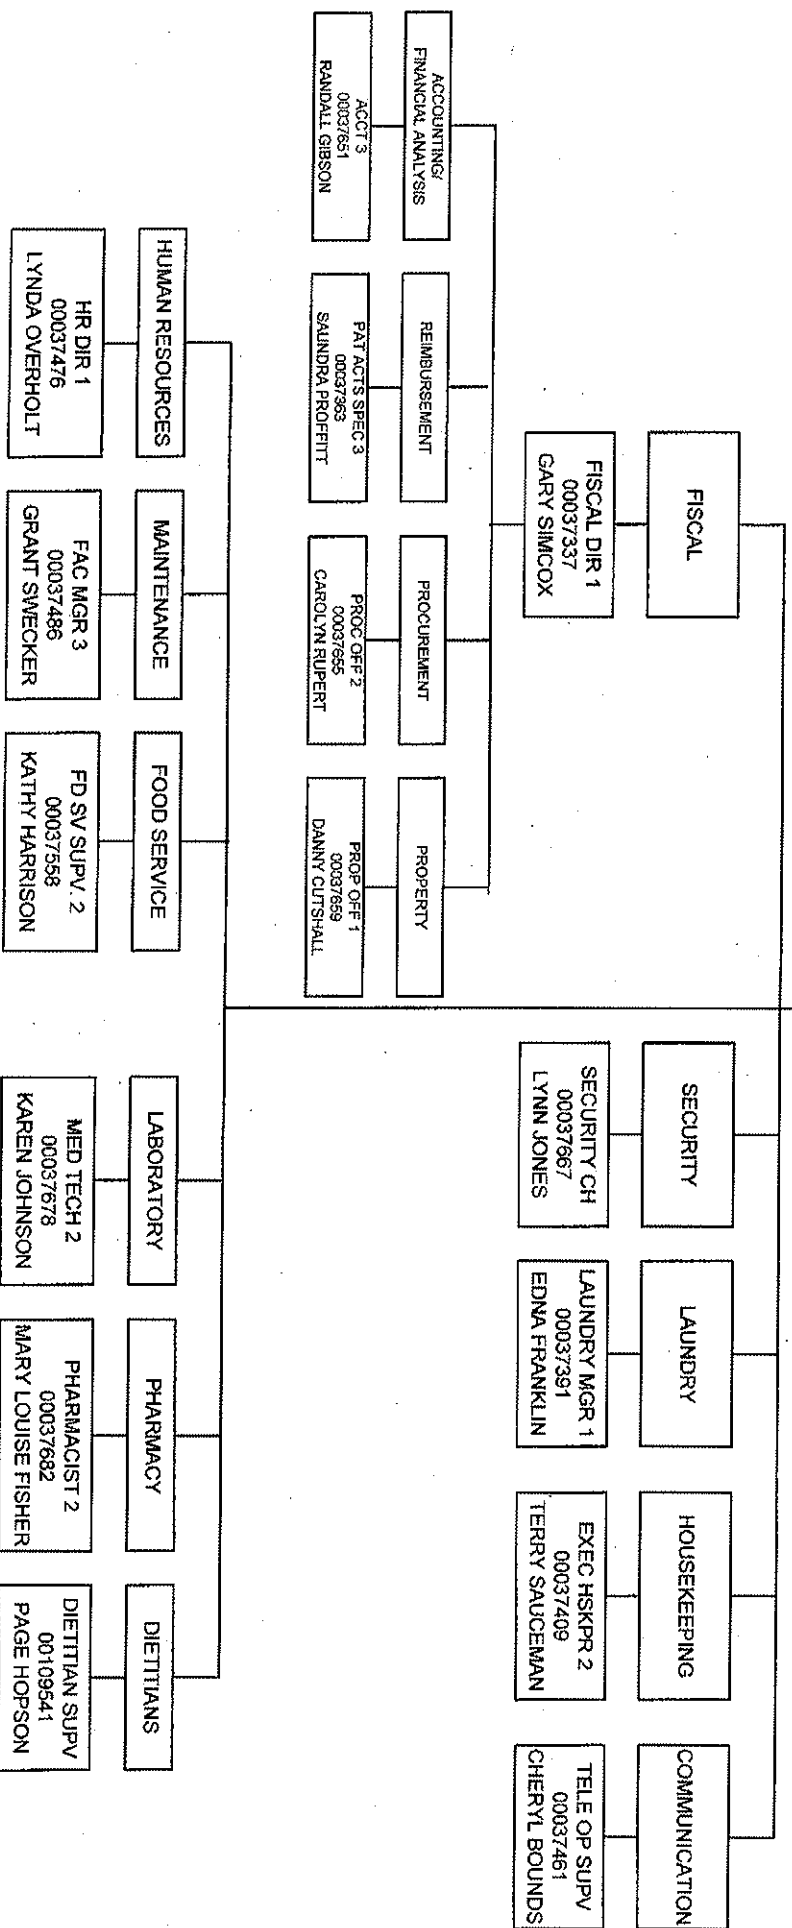 FISCAL
FISCAL DIR 1
00037337
GARY SIMCOX
SECURITY
SECURITY CH
00037667
LYNN JONES
LAUNDRY
LAUNDRY MGR 1
00037391
EDNA FRANKLIN
HOUSEKEEPING
EXEC HSKPR 2
00037409
TERRY SAUCEMAN
COMMUNICATION
TELE OP SUPV
00037461
CHERYL BOUNDS
ACCOUNTING/
FINANCIAL ANALYSIS
ACCT 3
00037651
RANDALL GIBSON
REIMBURSEMENT
PAT ACTS SPEC 3
00037363
SAUNDRA PROFFITT
PROCUREMENT
PROC OFF 2
00037655
CAROLYN RUPERT
PROPERTY
PROP OFF 1
00037659
DANNY CUTSHALL
HUMAN RESOURCES
HR DIR 1
00037476
LYNDA OVERHOLT
MAINTENANCE
FAC MGR 3
00037486
GRANT SWECKER
FOOD SERVICE
FD SV SUPV. 2
00037558
KATHY HARRISON
LABORATORY
MED TECH 2
00037678
KAREN JOHNSON
PHARMACY
PHARMACIST 2
00037682
MARY LOUISE FISHER
DIETITIANS
DIETITIAN SUPV
00109541
PAGE HOPSON